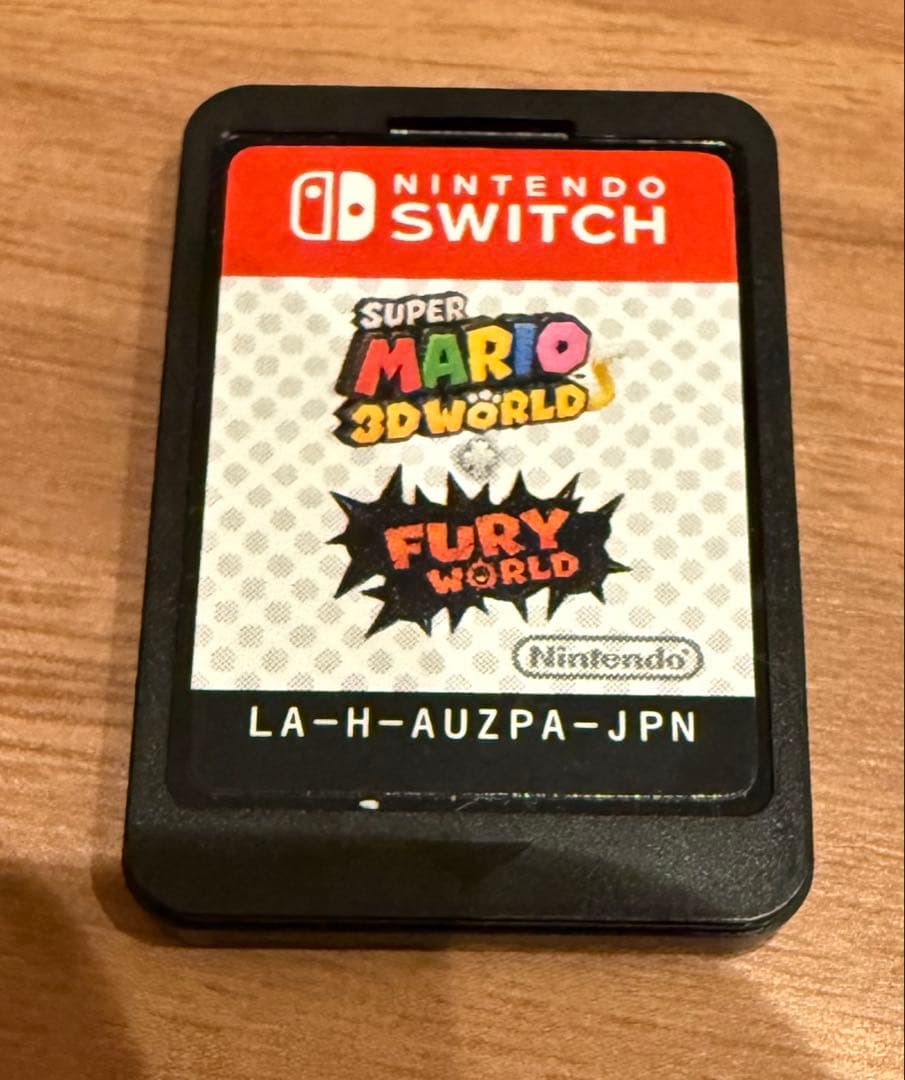 NINTENDO
SWITCH
SUPER
MARIO
3D WORLD
FURY
WORLD
Nintendo
LA-H-AUZPA-JPN